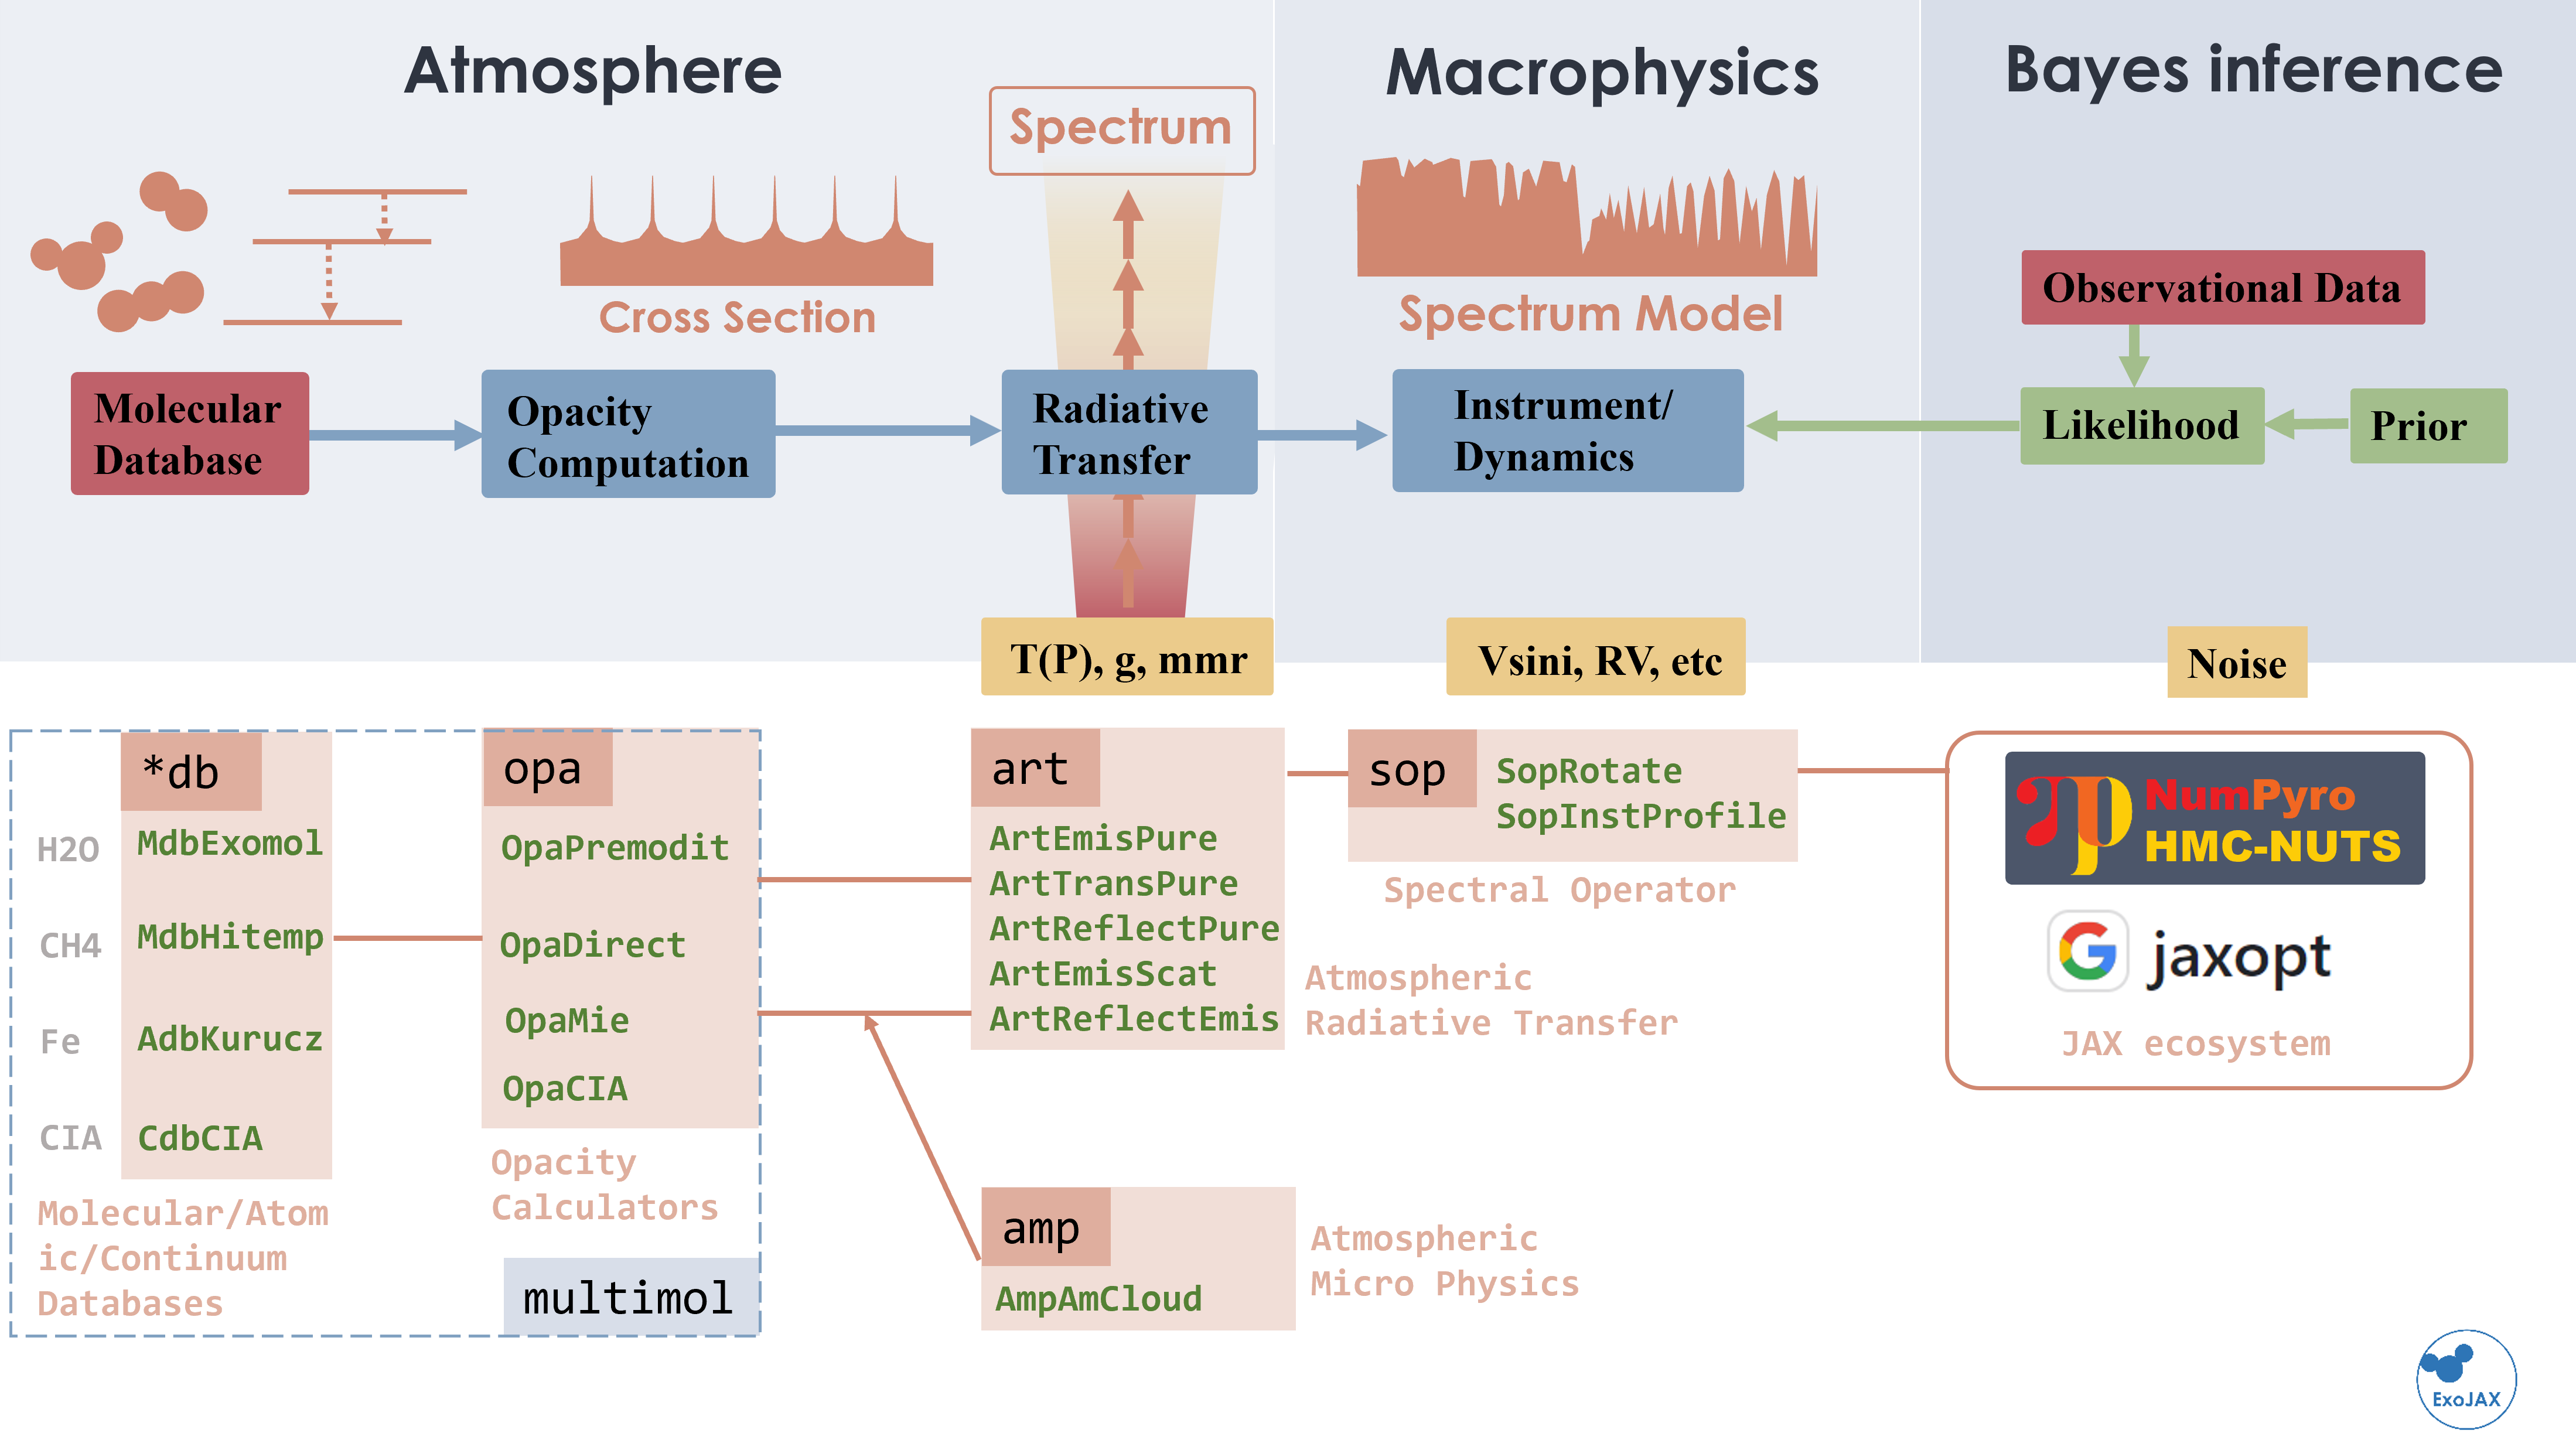 Atmosphere
Macrophysics
Bayes inference
Spectrum
Cross Section
Spectrum Model
Observational Data
Molecular
Database
Opacity
Computation
Radiative
Transfer
Instrument/
Dynamics
Likelihood
Prior
T(P), g, mmr
Vsini, RV, etc
Noise
*db
H2O
MdbExomol
CH4
MdbHitemp
Fe
AdbKurucz
CIA
CdbCIA
Molecular/Atom
ic/Continuum
Databases
opa
OpaPremodit
OpaDirect
OpaMie
OpaCIA
Opacity
Calculators
multimol
art
ArtEmisPure
ArtTransPure
ArtReflectPure
ArtEmisScat
ArtReflectEmis
Atmospheric
Radiative Transfer
sop
SopRotate
SopInstProfile
Spectral Operator
amp
AmpAmCloud
Atmospheric
Micro Physics
NumPyro
HMC-NUTS
jaxopt
JAX ecosystem
ExoJAX